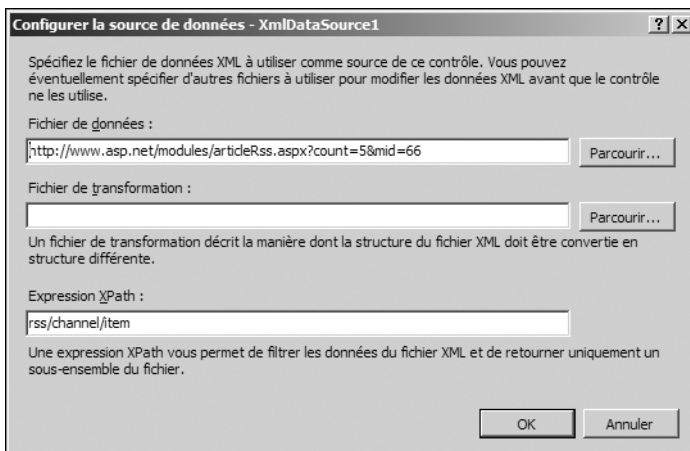 Configurer la source de données - XmlDataSource1
Spécifiez le fichier de données XML à utiliser comme source de ce contrôle. Vous pouvez
éventuellement spécifier d'autres fichiers à utiliser pour modifier les données XML avant que le contrôle
ne les utilise.
Fichier de données :
http://www.asp.net/modules/articleRss.aspx?count=5&mid=66
Parcourir...
Fichier de transformation :
Parcourir...
Un fichier de transformation décrit la manière dont la structure du fichier XML doit être convertie en
structure différente.
Expression XPath :
rss/channel/item
Une expression XPath vous permet de filtrer les données du fichier XML et de retourner uniquement un
sous-ensemble du fichier.
OK
Annuler